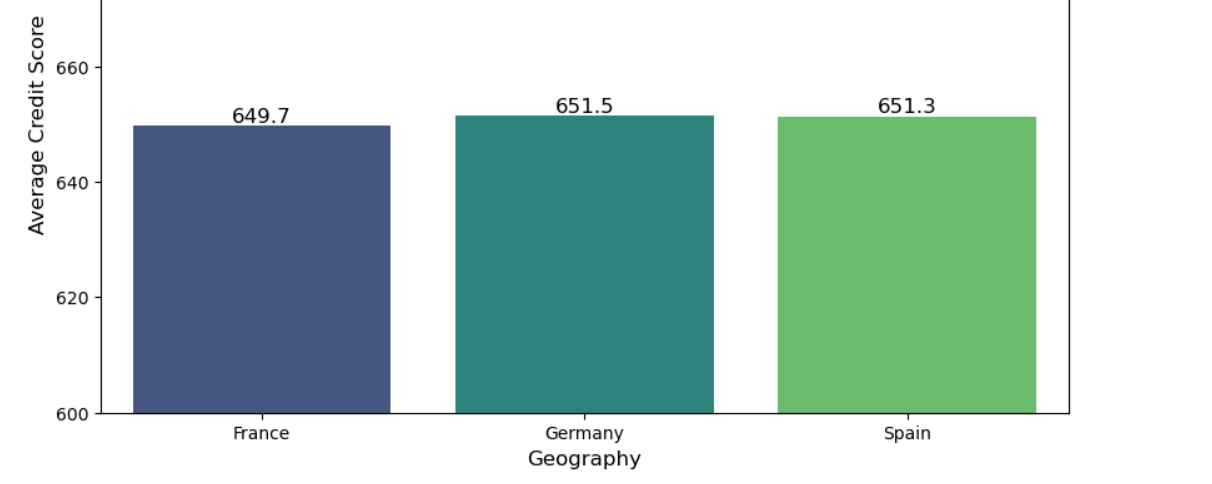 Average Credit Score
660
640
620
600
649.7
651.5
651.3
France
Germany
Spain
Geography